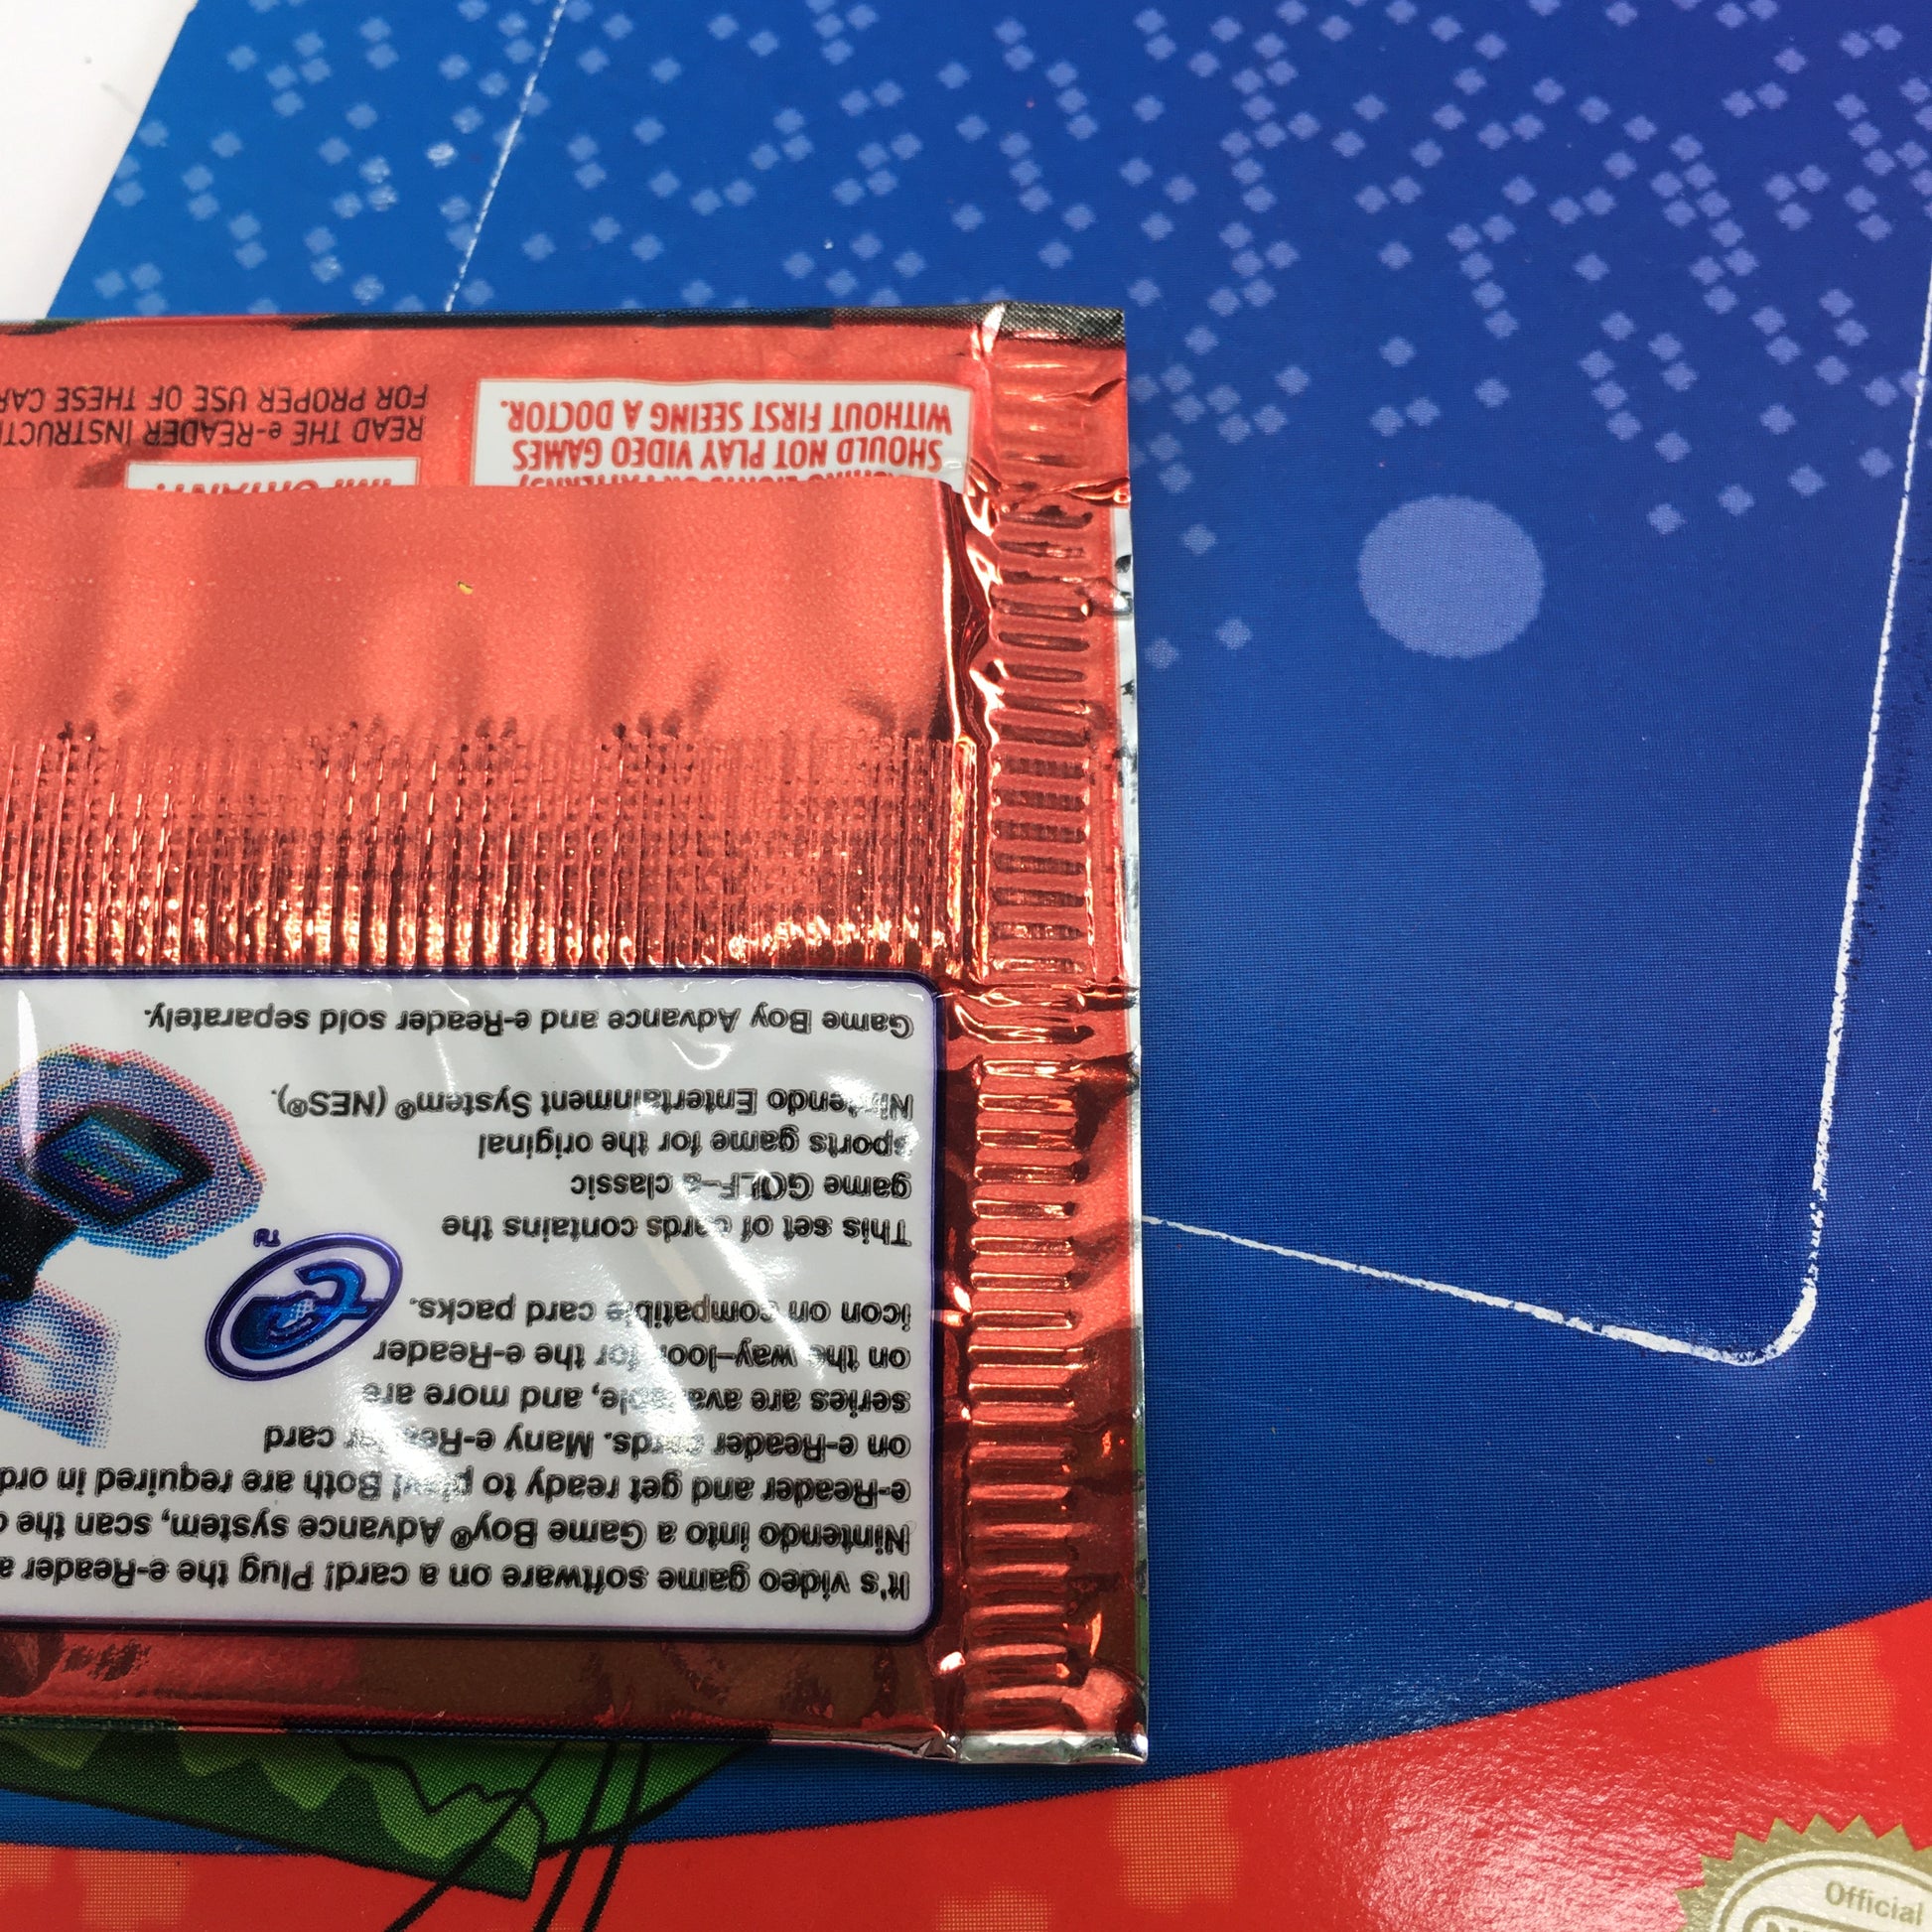 It's video game software on a card! Plug the e-Reader
Nintendo into a Game Boy® Advance system, scan the
e-Reader and get ready to play! Both are required in
on e-Reader cards. Many e-Reader card
series are available, and more are
on the way–look for the e-Reader
icon on compatible card packs.
TM
This set of cards contains the
game GOLF–a classic
sports game for the original
Nintendo Entertainment System® (NES®).
Game Boy Advance and e-Reader sold separately.
SHOULD NOT PLAY VIDEO GAMES
WITHOUT FIRST SEEING A DOCTOR.
READ THE e-READER
FOR PROPER USE OF THESE
Official